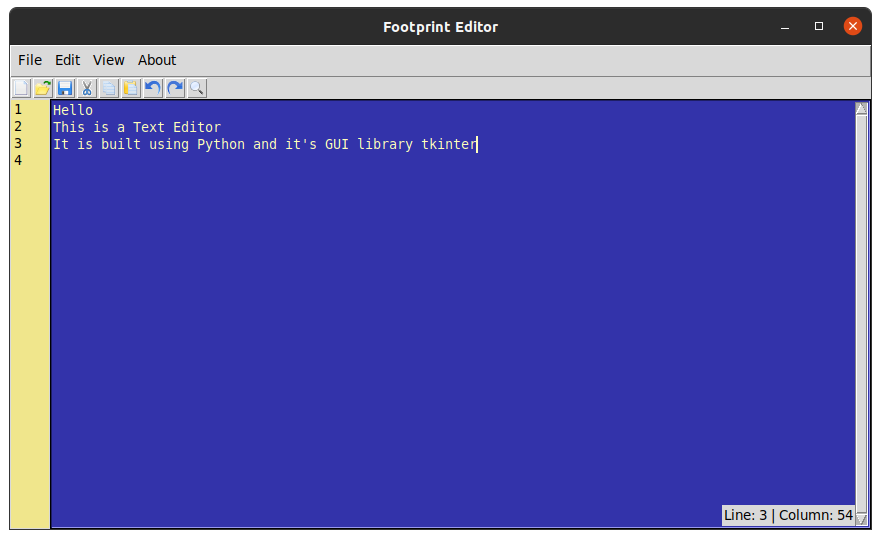 Footprint Editor
File Edit View About
1 Hello
2 This is a Text Editor
3 It is built using Python and it's GUI library tkinter
4
Line: 3 | Column: 54